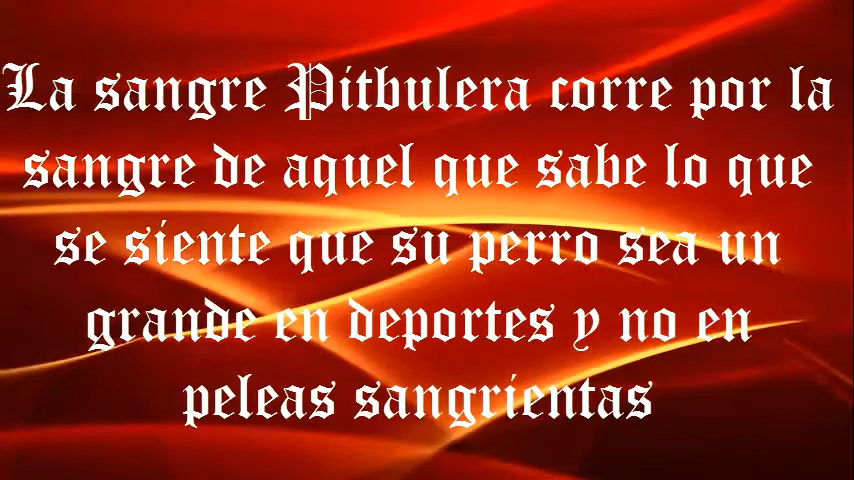 La sangre Pitbulera corre por la
sangre de aquel que sabe lo que
se siente que su perro sea un
grande en deportes y no en
peleas sangrientas